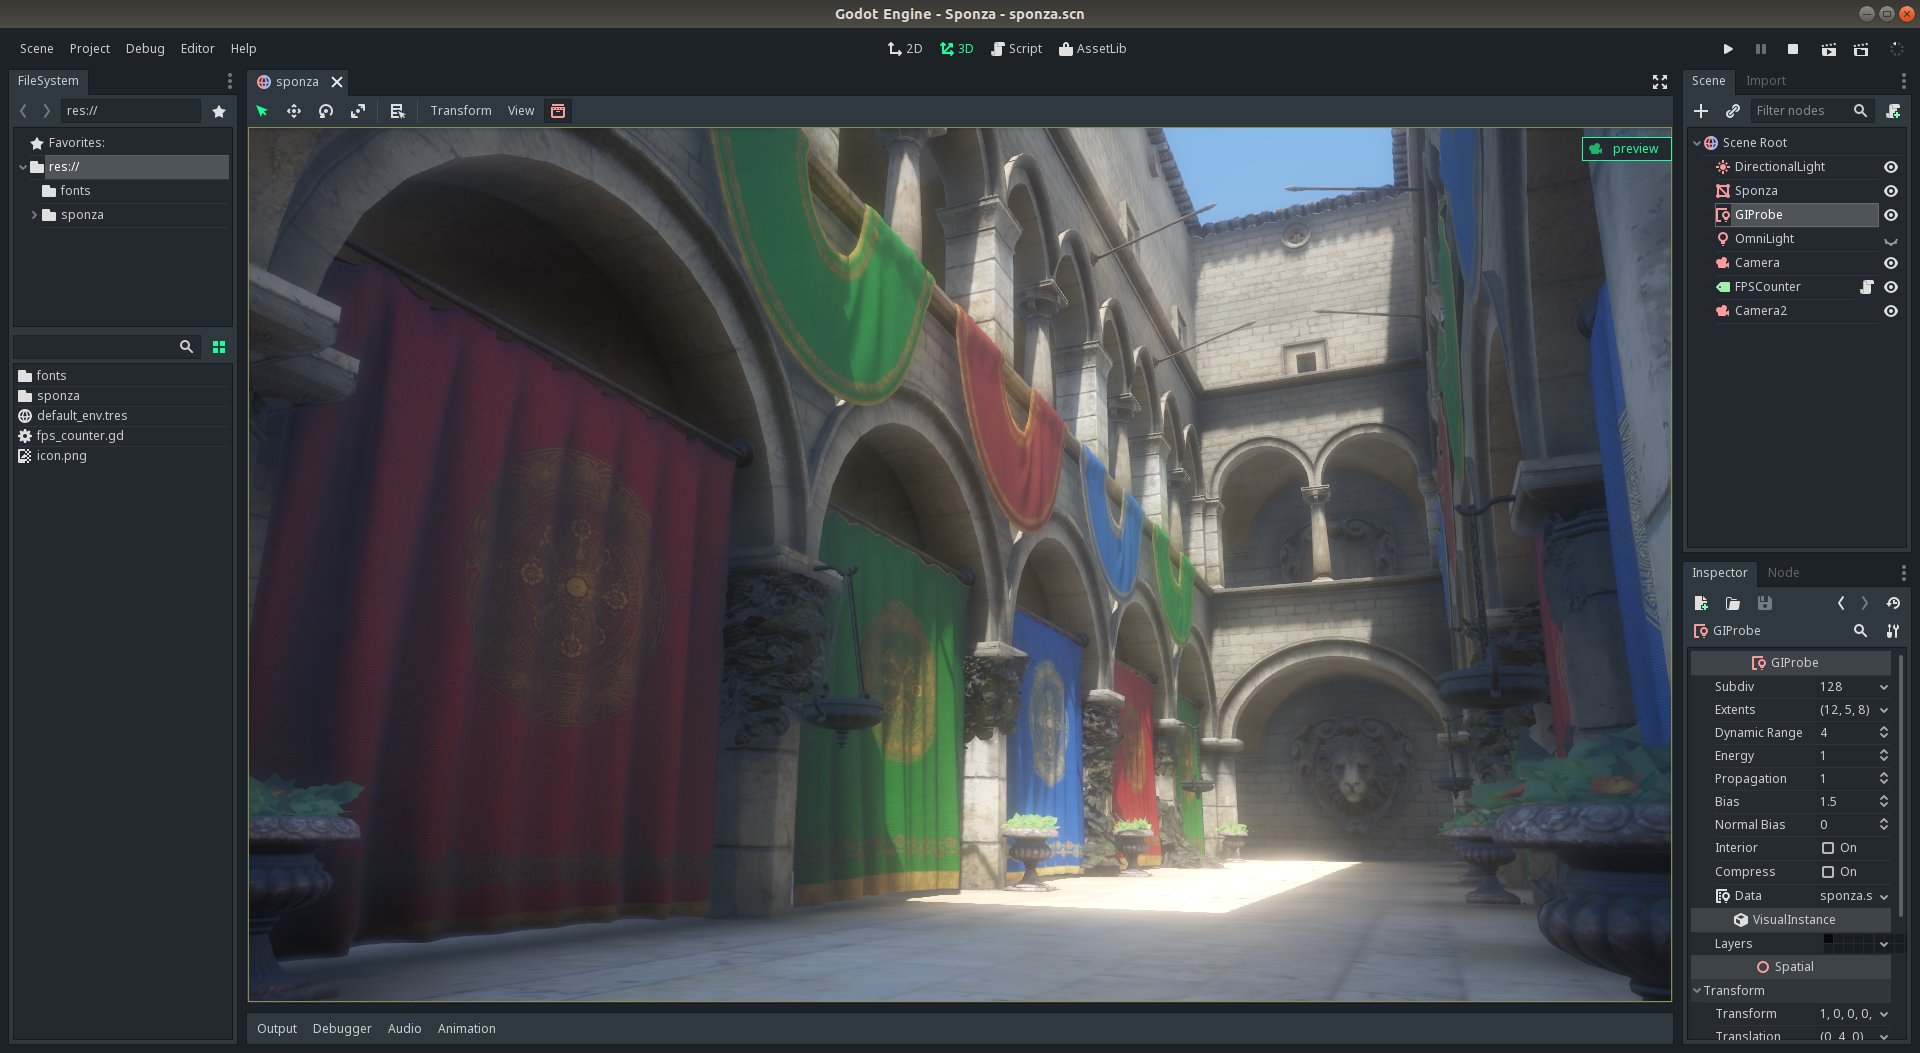 Godot Engine - Sponza - sponza.scn
Scene Project Debug Editor Help
2D 3D Script AssetLib
FileSystem
res://
Favorites:
res://
fonts
sponza
fonts
sponza
default_env.tres
fps_counter.gd
icon.png
sponza
Transform View
preview
Output Debugger Audio Animation
Scene Import
Filter nodes
Scene Root
DirectionalLight
Sponza
GIProbe
OmniLight
Camera
FPSCounter
Camera2
Inspector Node
GIProbe
GIProbe
Subdiv 128
Extents (12, 5, 8)
Dynamic Range 4
Energy 1
Propagation 1
Bias 1.5
Normal Bias 0
Interior On
Compress On
Data sponza.s
VisualInstance
Layers
Spatial
Transform
Transform 1, 0, 0, 0,
Translation (0, 4, 0)